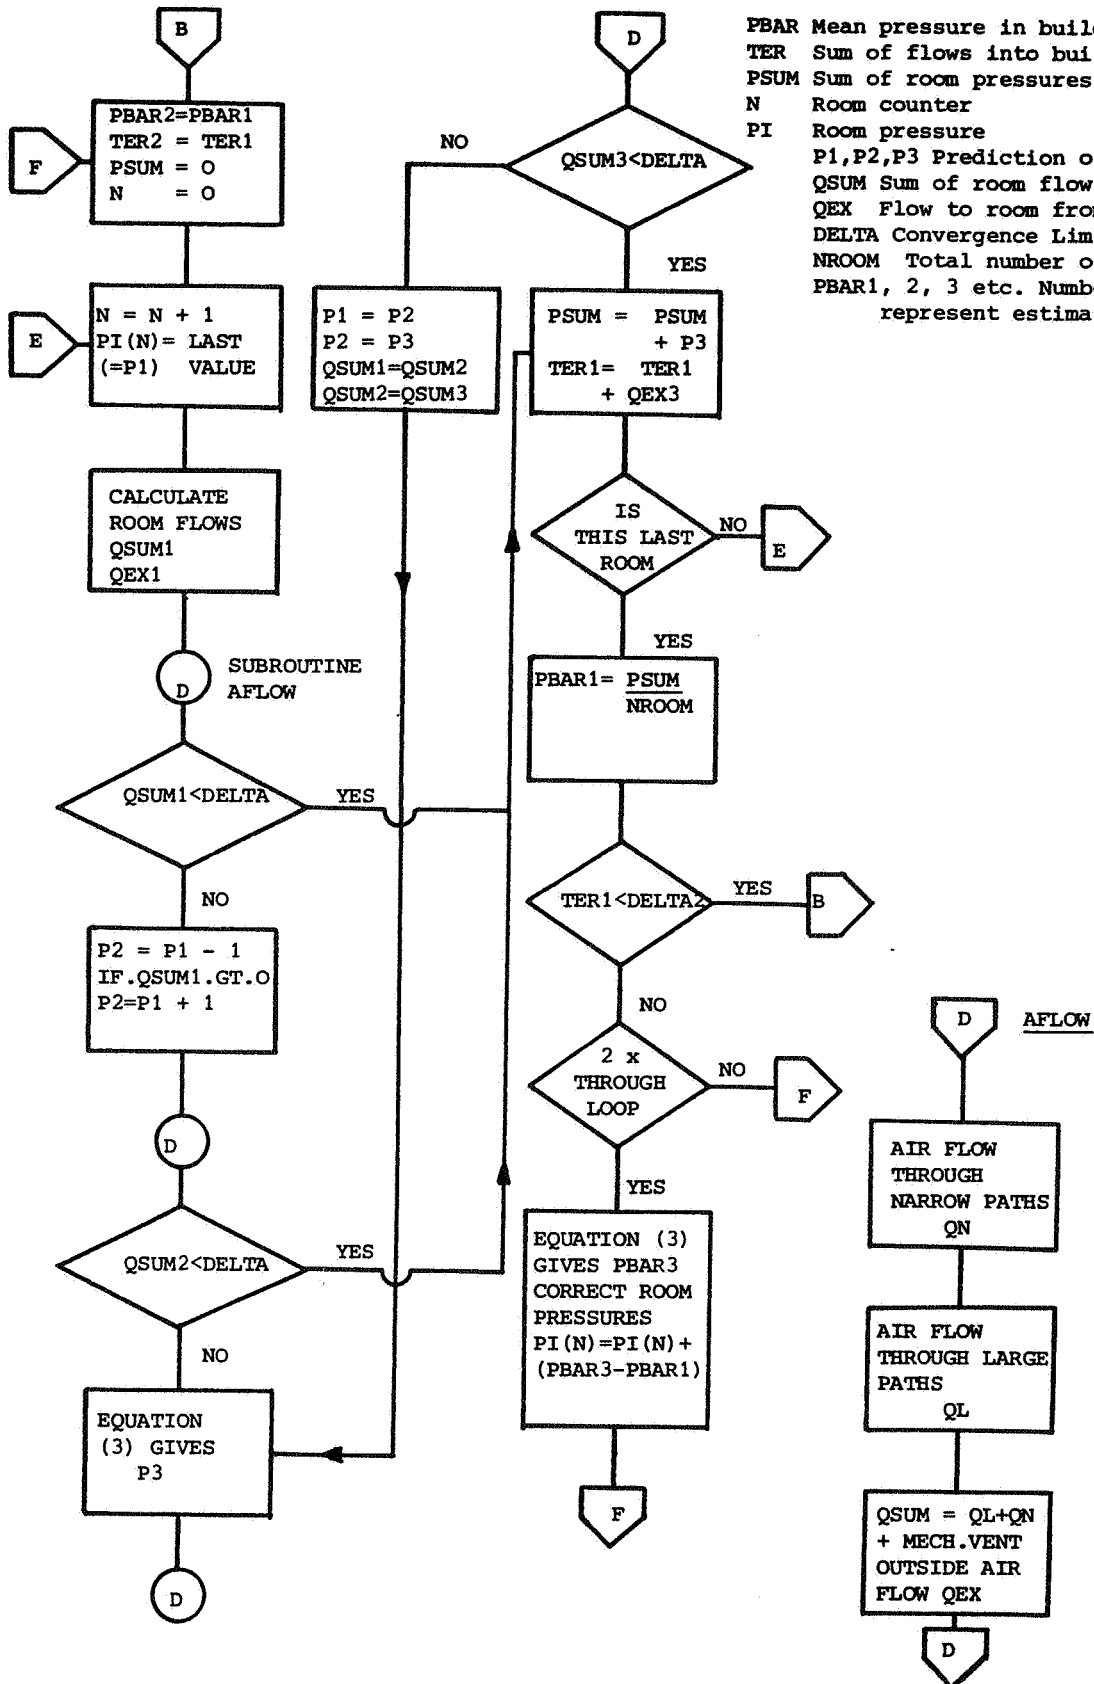 B
PBAR2=PBAR1
TER2 = TER1
PSUM = O
N = O
F
N = N + 1
PI(N)= LAST
(=P1) VALUE
E
CALCULATE
ROOM FLOWS
QSUM1
QEX1
D
SUBROUTINE
AFLOW
QSUM1<DELTA
YES
NO
P2 = P1 - 1
IF.QSUM1.GT.O
P2=P1 + 1
D
QSUM2<DELTA
YES
NO
EQUATION
(3) GIVES
P3
D
NO
P1 = P2
P2 = P3
QSUM1=QSUM2
QSUM2=QSUM3
D
QSUM3<DELTA
YES
PSUM = PSUM
+ P3
TER1= TER1
+ QEX3
IS
THIS LAST
ROOM
NO
E
YES
PBAR1= PSUM
NROOM
TER1<DELTA2
YES
B
NO
2 x
THROUGH
LOOP
NO
F
YES
EQUATION (3)
GIVES PBAR3
CORRECT ROOM
PRESSURES
PI(N)=PI(N)+
(PBAR3-PBAR1)
F
PBAR Mean pressure in buil
TER Sum of flows into bui
PSUM Sum of room pressures
N Room counter
PI Room pressure
P1,P2,P3 Prediction o
QSUM Sum of room flow
QEX Flow to room fro
DELTA Convergence Lim
NROOM Total number o
PBAR1, 2, 3 etc. Numb
represent estima
D
AFLOW
AIR FLOW
THROUGH
NARROW PATHS
QN
AIR FLOW
THROUGH LARGE
PATHS
QL
QSUM = QL+QN
+ MECH.VENT
OUTSIDE AIR
FLOW QEX
D